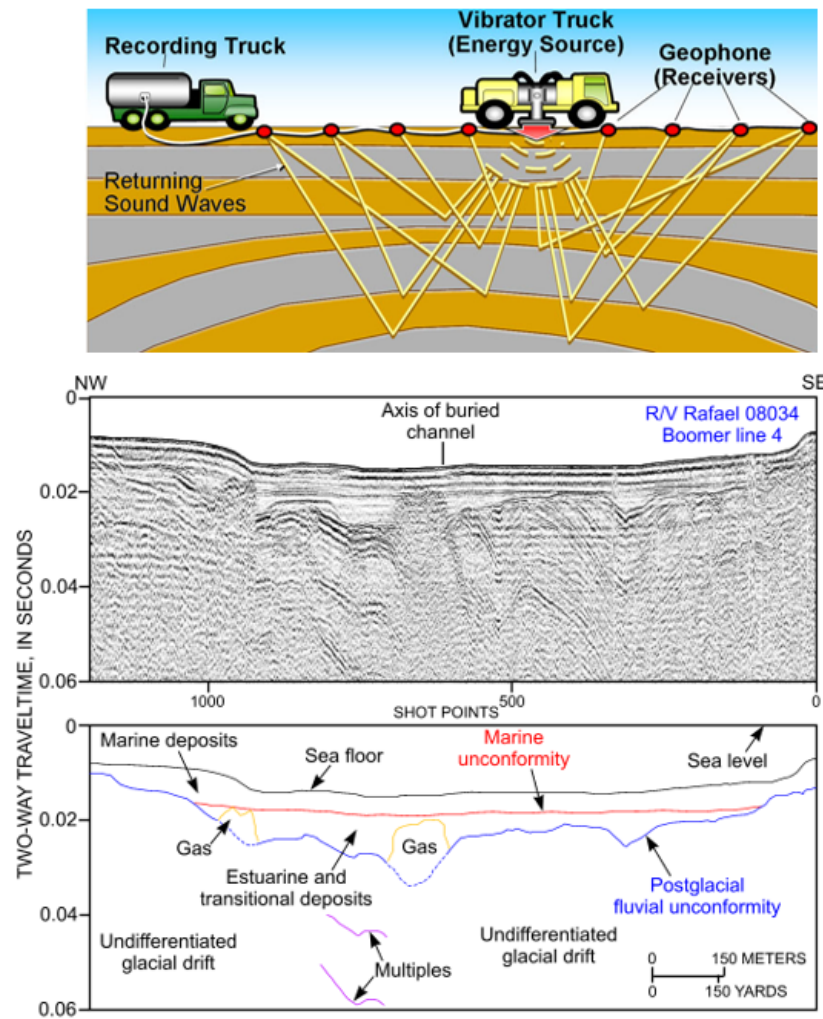 Recording Truck
Vibrator Truck
(Energy Source)
Geophone
(Receivers)
Returning
Sound Waves
NW
SE
0
Axis of buried
channel
R/V Rafael 08034
Boomer line 4
0.02
0.04
0.06
TWO-WAY TRAVELTIME, IN SECONDS
1000
500
0
SHOT POINTS
0
Marine deposits
Sea floor
Marine
unconformity
Sea level
0.02
Gas
Gas
Estuarine and
transitional deposits
Postglacial
fluvial unconformity
0.04
Undifferentiated
glacial drift
Multiples
Undifferentiated
glacial drift
0 150 METERS
0 150 YARDS
0.06